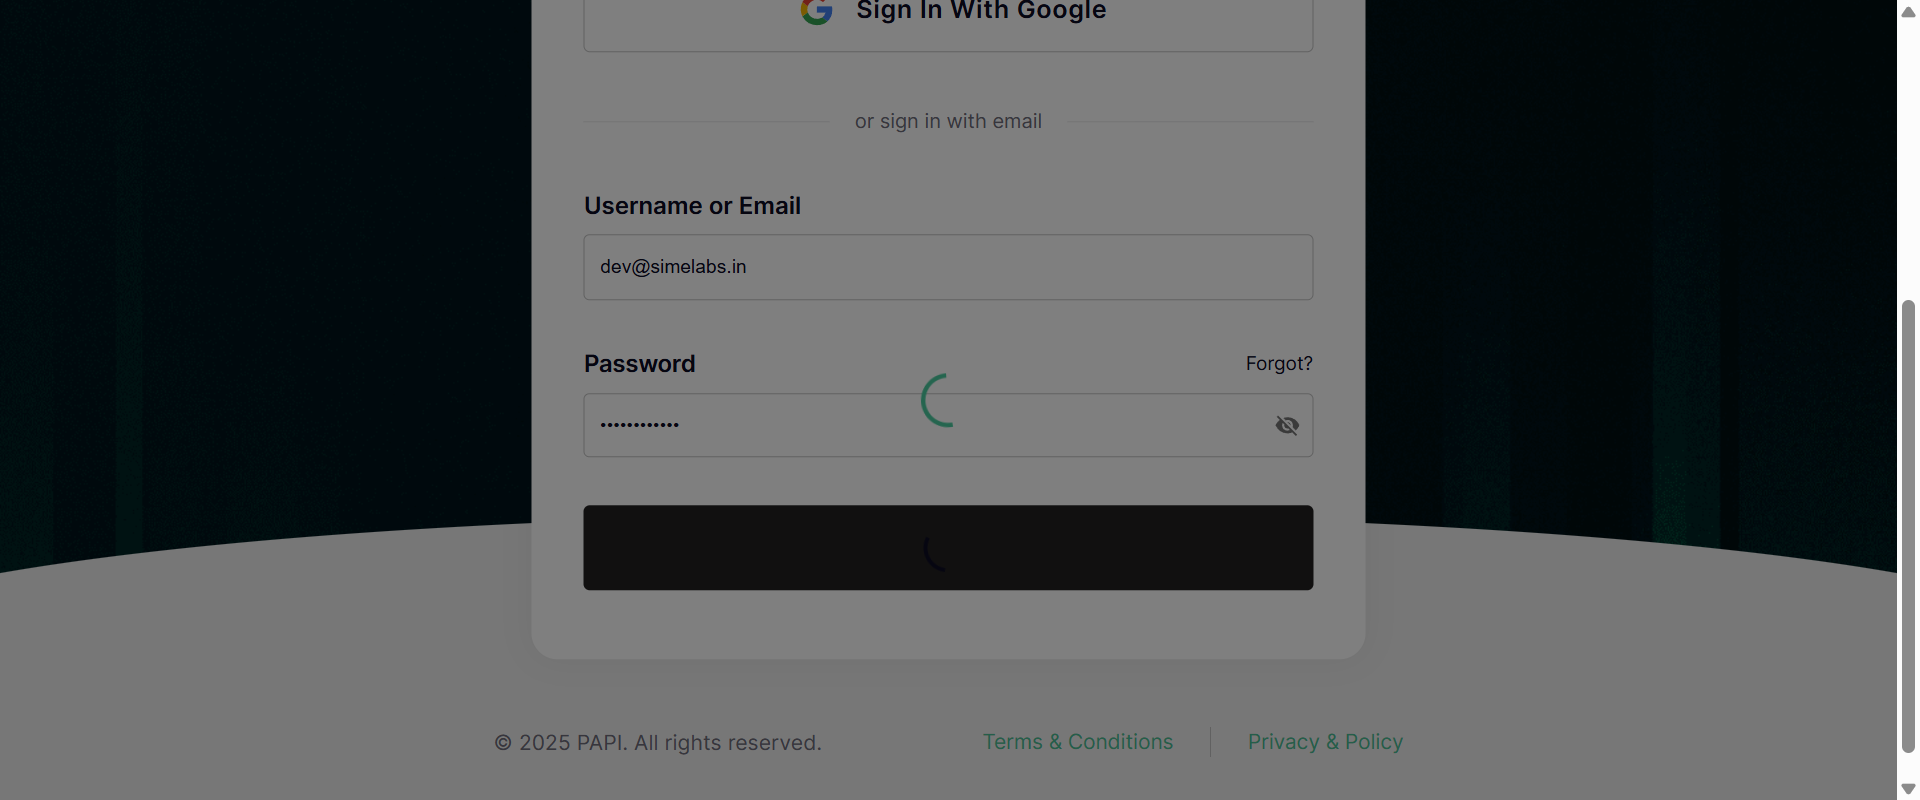 Sign In With Google
or sign in with email
Username or Email
dev@simelabs.in
Password
Forgot?
••••••••••••
© 2025 PAPI. All rights reserved.
Terms & Conditions
Privacy & Policy